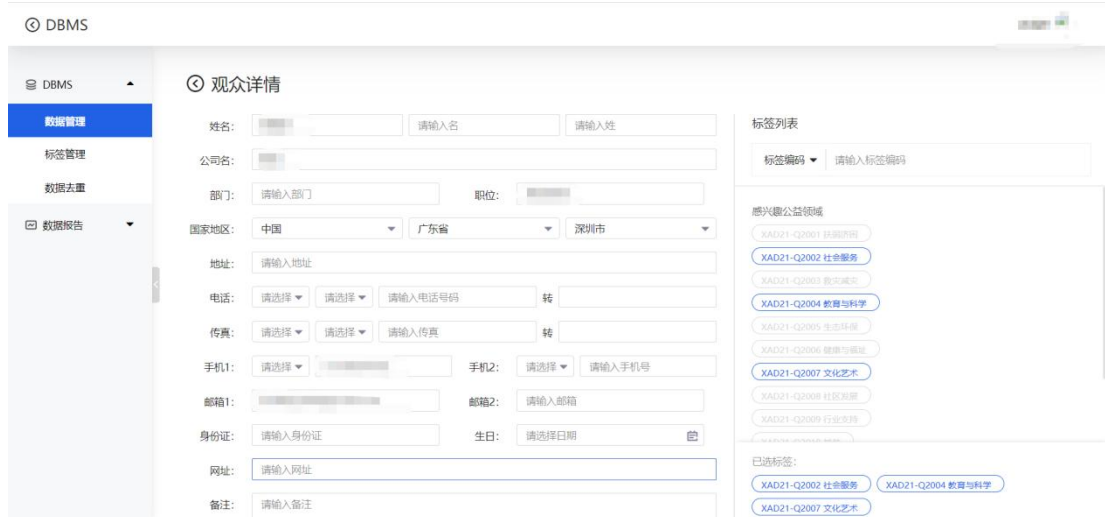 DBMS
DBMS
数据管理
标签管理
数据去重
数据报告
观众详情
姓名： 请输入名 请输入姓
公司名：
部门： 请输入部门 职位：
国家地区： 中国 广东省 深圳市
地址： 请输入地址
电话： 请选择 请选择 请输入电话号码 转
传真： 请选择 请选择 请输入传真 转
手机1： 请选择 手机2： 请选择 请输入手机号
邮箱1： 邮箱2： 请输入邮箱
身份证： 请输入身份证 生日： 请选择日期
网址： 请输入网址
备注： 请输入备注
标签列表
标签编码 请输入标签编码
感兴趣公益领域
XAD21-Q2001 扶贫济困
XAD21-Q2002 社会服务
XAD21-Q2003 救灾减灾
XAD21-Q2004 教育与科学
XAD21-Q2005 生态环保
XAD21-Q2006 健康与福祉
XAD21-Q2007 文化艺术
XAD21-Q2008 社区发展
XAD21-Q2009 行业支持
已选标签：
XAD21-Q2002 社会服务 XAD21-Q2004 教育与科学
XAD21-Q2007 文化艺术